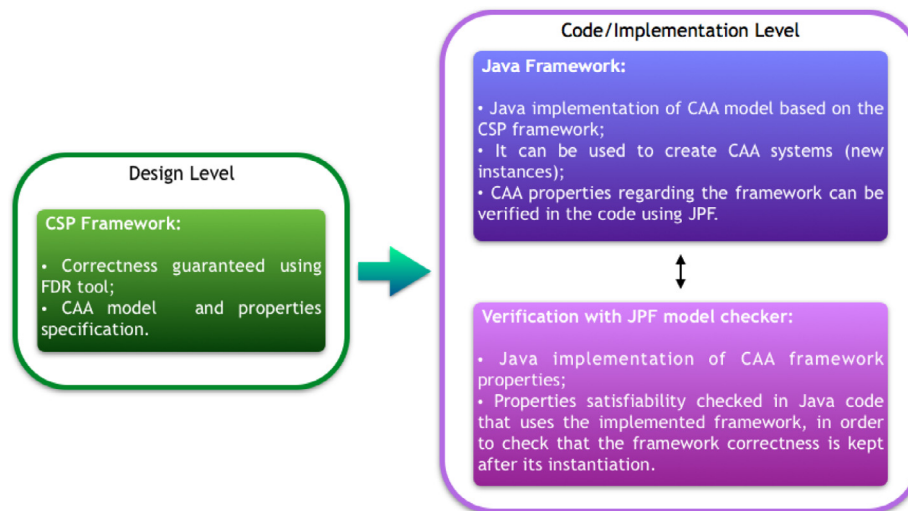 Design Level
CSP Framework:
• Correctness guaranteed using
FDR tool;
• CAA model and properties
specification.
Code/Implementation Level
Java Framework:
• Java implementation of CAA model based on the
CSP framework;
• It can be used to create CAA systems (new
instances);
• CAA properties regarding the framework can be
verified in the code using JPF.
Verification with JPF model checker:
• Java implementation of CAA framework
properties;
• Properties satisfiability checked in Java code
that uses the implemented framework, in order
to check that the framework correctness is kept
after its instantiation.